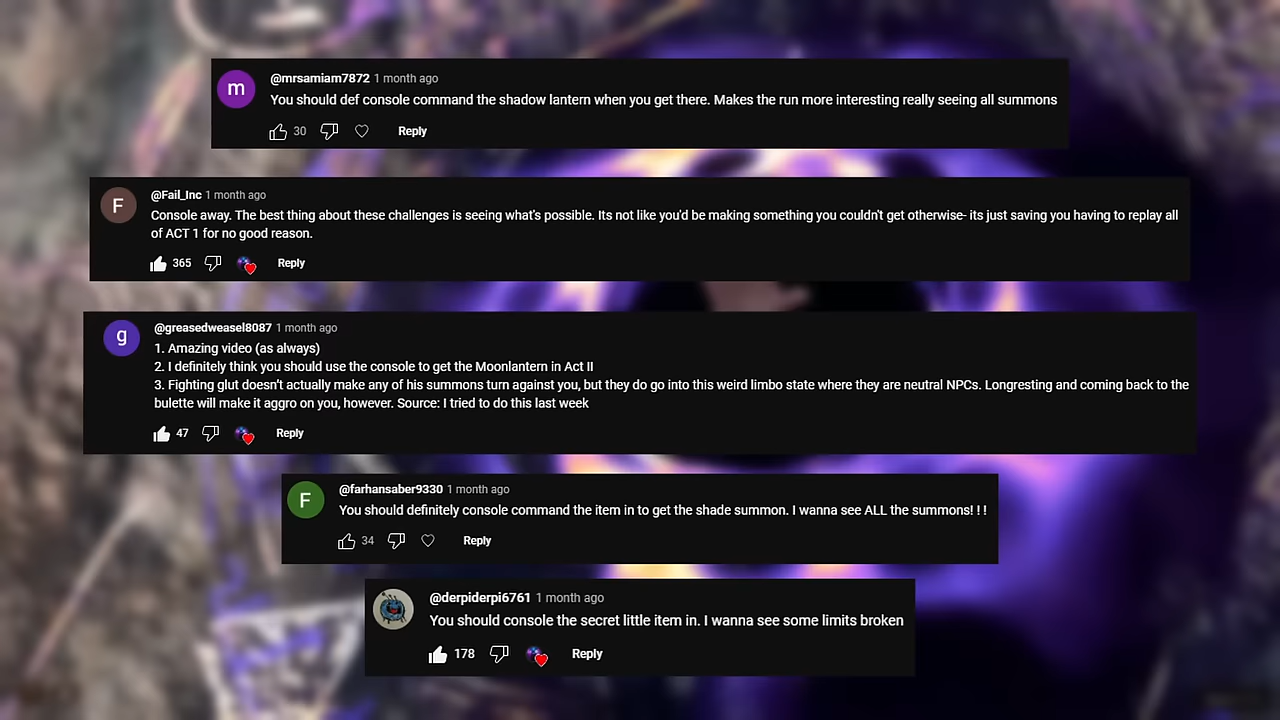 m
@mrsamiam7872 1 month ago
You should def console command the shadow lantern when you get there. Makes the run more interesting really seeing all summons
30 Reply
F
@Fail_Inc 1 month ago
Console away. The best thing about these challenges is seeing what's possible. Its not like you'd be making something you couldn't get otherwise- its just saving you having to replay all
of ACT 1 for no good reason.
365 Reply
g
@greasedweasel8087 1 month ago
1. Amazing video (as always)
2. I definitely think you should use the console to get the Moonlantern in Act II
3. Fighting glut doesn't actually make any of his summons turn against you, but they do go into this weird limbo state where they are neutral NPCs. Longresting and coming back to the
bulette will make it aggro on you, however. Source: I tried to do this last week
47 Reply
F
@farhansaber9330 1 month ago
You should definitely console command the item in to get the shade summon. I wanna see ALL the summons! ! !
34 Reply
@derpiderpi6761 1 month ago
You should console the secret little item in. I wanna see some limits broken
178 Reply